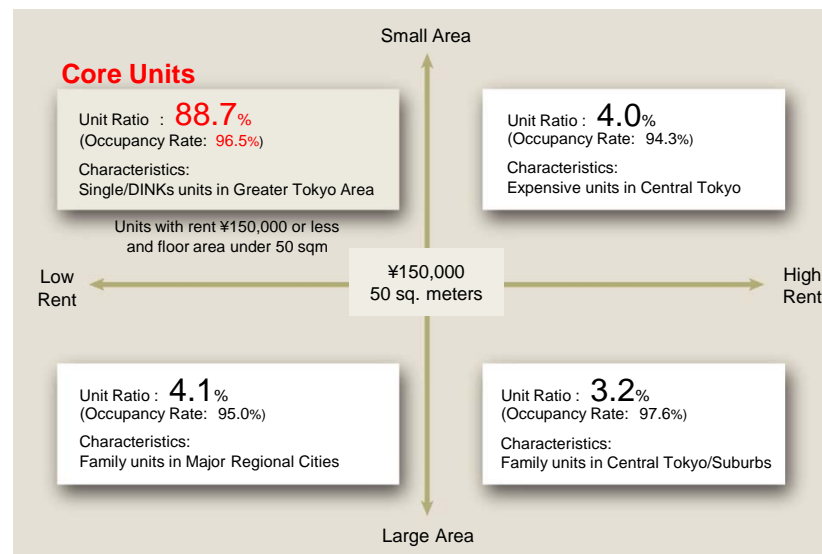 Small Area
Core Units
Unit Ratio : 88.7%
(Occupancy Rate: 96.5%)
Characteristics:
Single/DINKs units in Greater Tokyo Area
Unit Ratio : 4.0%
(Occupancy Rate: 94.3%)
Characteristics:
Expensive units in Central Tokyo
Units with rent ¥150,000 or less
and floor area under 50 sqm
Low
Rent
¥150,000
50 sq. meters
High
Rent
Unit Ratio : 4.1%
(Occupancy Rate: 95.0%)
Characteristics:
Family units in Major Regional Cities
Unit Ratio : 3.2%
(Occupancy Rate: 97.6%)
Characteristics:
Family units in Central Tokyo/Suburbs
Large Area